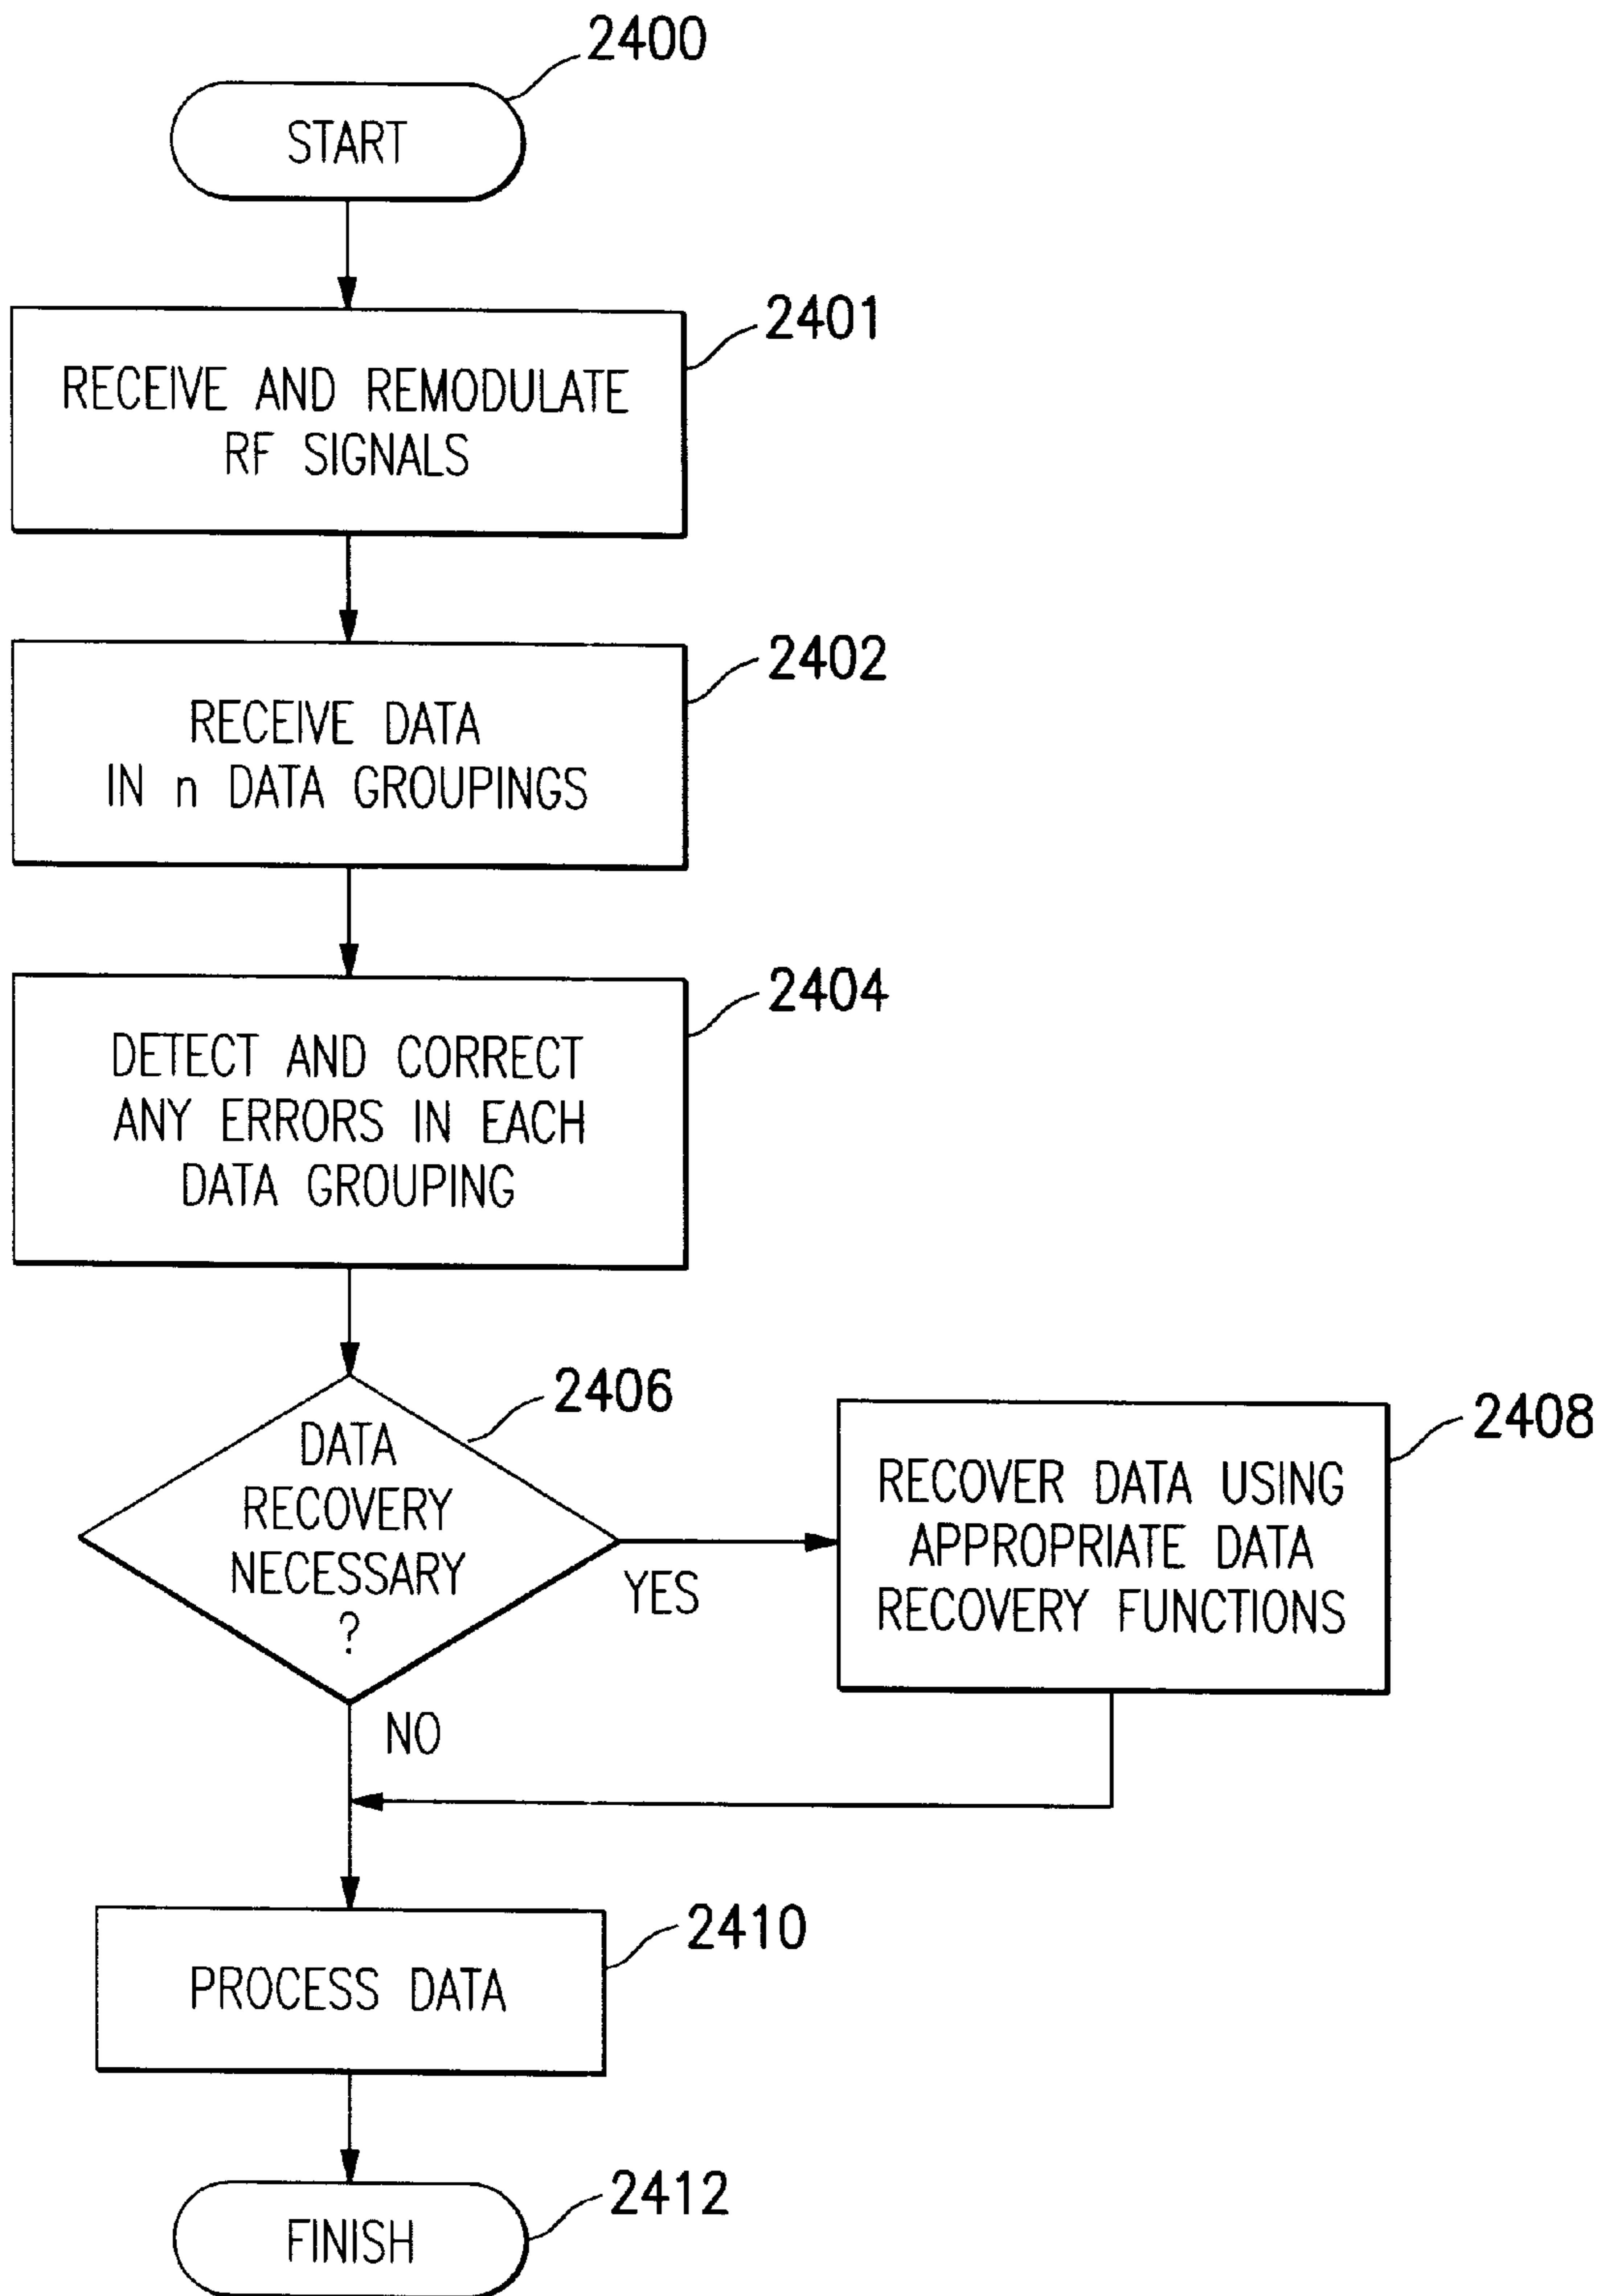 2400
START
2401
RECEIVE AND REMODULATE
RF SIGNALS
2402
RECEIVE DATA
IN n DATA GROUPINGS
2404
DETECT AND CORRECT
ANY ERRORS IN EACH
DATA GROUPING
2406
DATA
RECOVERY
NECESSARY
?
YES
NO
2408
RECOVER DATA USING
APPROPRIATE DATA
RECOVERY FUNCTIONS
2410
PROCESS DATA
2412
FINISH